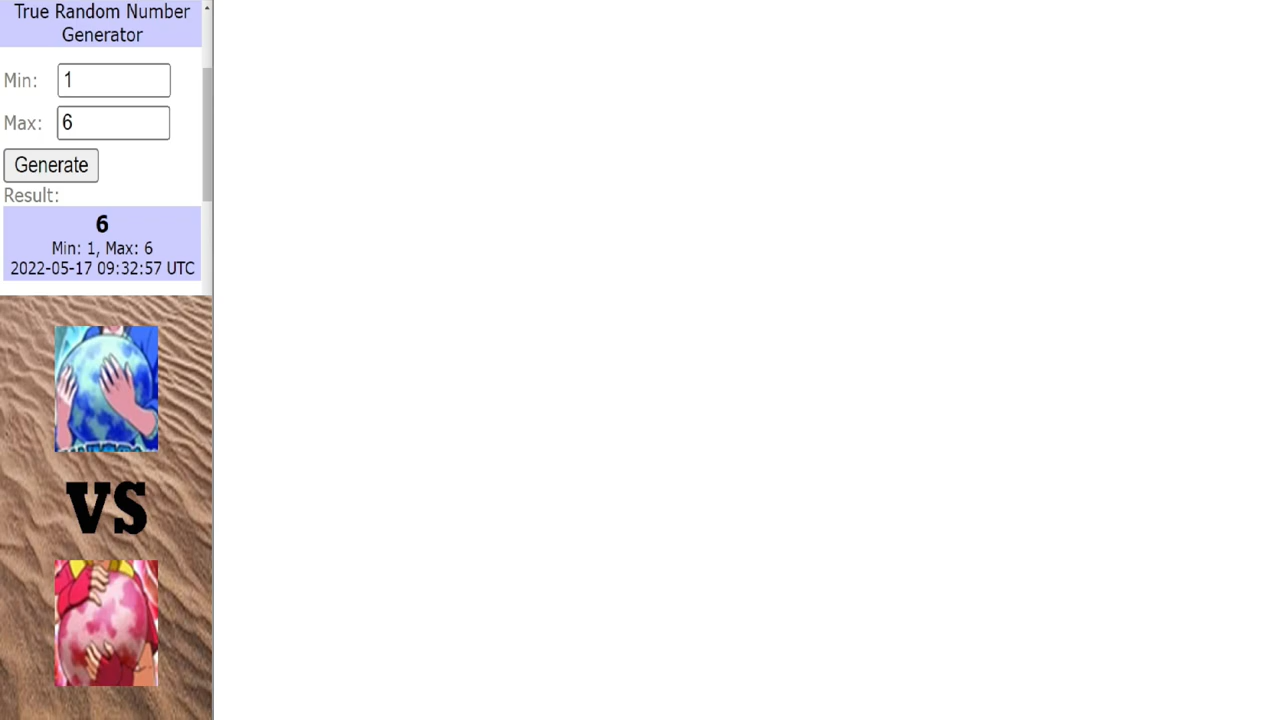 True Random Number
Generator
Min: 1
Max: 6
Generate
Result:
6
Min: 1, Max: 6
2022-05-17 09:32:57 UTC
VS